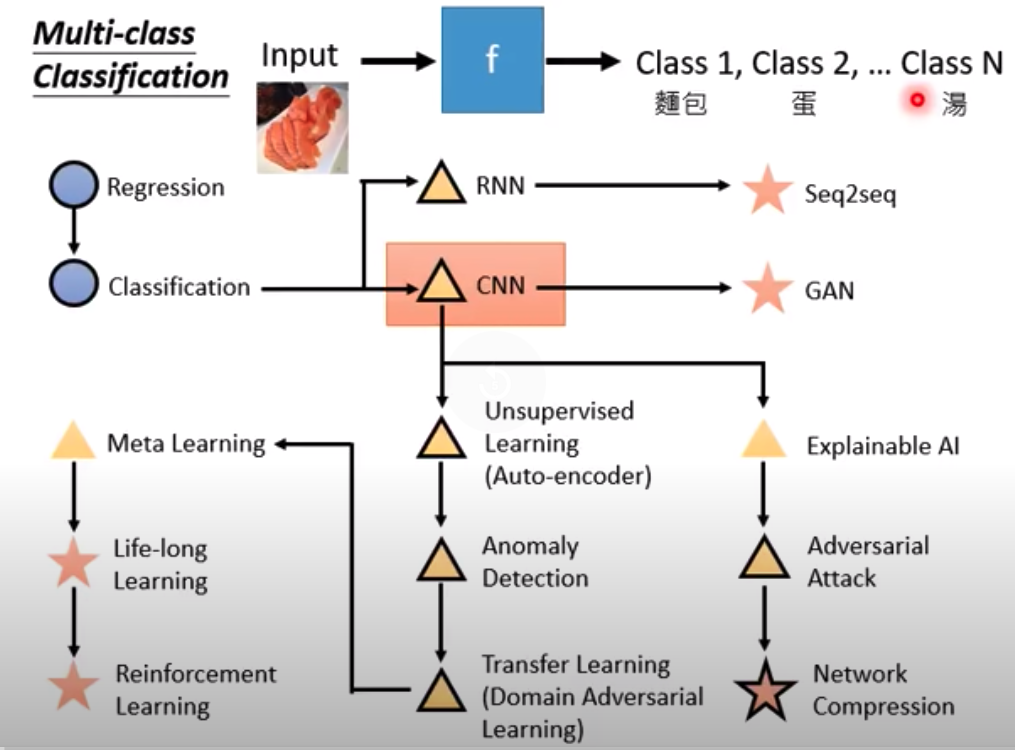 Multi-class
Classification
Input
f
Class 1, Class 2, … Class N
麵包 蛋 湯
Regression
RNN
Seq2seq
Classification
CNN
GAN
Unsupervised
Learning
(Auto-encoder)
Meta Learning
Explainable AI
Life-long
Learning
Anomaly
Detection
Adversarial
Attack
Reinforcement
Learning
Transfer Learning
(Domain Adversarial
Learning)
Network
Compression